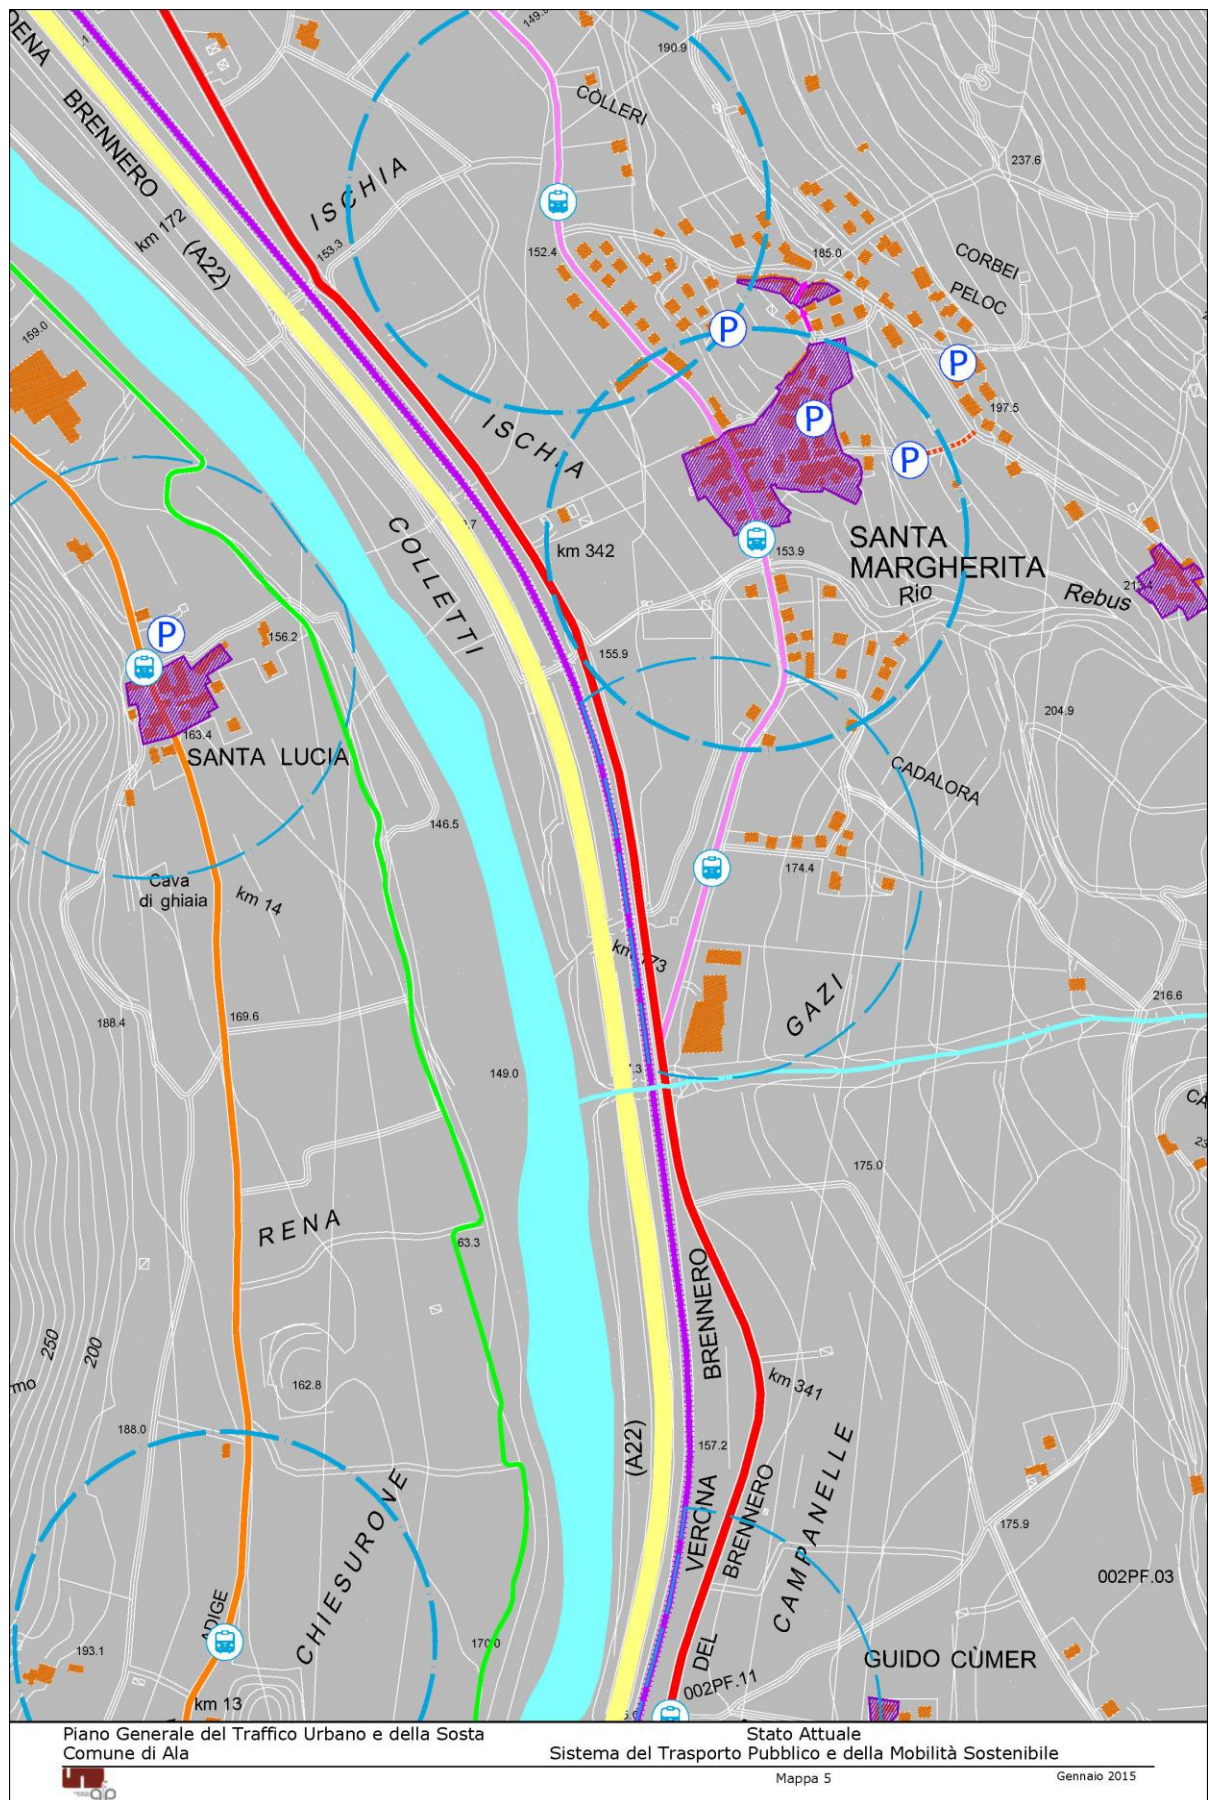 BRENNERO
(A22)
km 172
ISCHIA
153.3
190.9
CÒLLERI
237.6
152.4
185.0
CORBEI
PELOC
159.0
P
P
P
P
197.5
ISCHIA
km 342
COLLETTI
153.9
SANTA
MARGHERITA
Rio
Rebus
P
156.2
163.4
SANTA LUCIA
155.9
204.9
CADALORA
146.5
174.4
Cava
di ghiaia
km 14
GAZI
216.6
188.4
169.6
149.0
175.0
RENA
63.3
BRENNERO
250
200
162.8
km 341
188.0
(A22)
157.2
VERONA
BRENNERO
CAMPANELLE
CHIESURONE
175.9
002PF.03
ADIGE
193.1
170.0
DEL
GUIDO CÙMER
002PF.11
km 13
Piano Generale del Traffico Urbano e della Sosta
Comune di Ala
Stato Attuale
Sistema del Trasporto Pubblico e della Mobilità Sostenibile
Mappa 5
Gennaio 2015